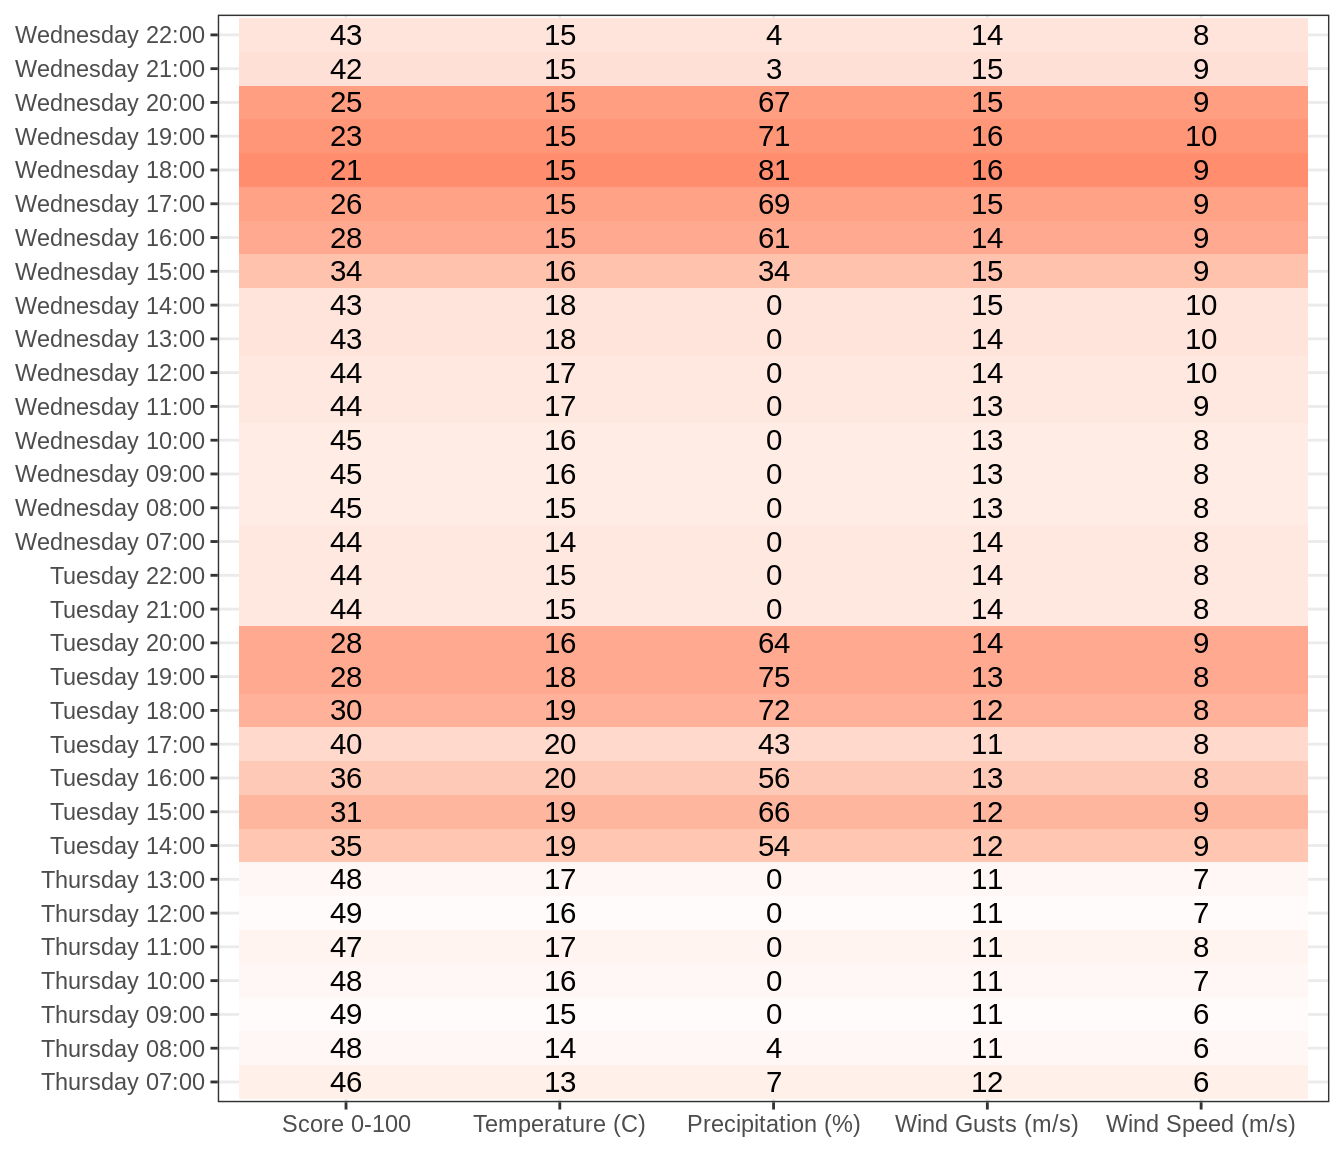 Wednesday 22:00 43 15 4 14 8
Wednesday 21:00 42 15 3 15 9
Wednesday 20:00 25 15 67 15 9
Wednesday 19:00 23 15 71 16 10
Wednesday 18:00 21 15 81 16 9
Wednesday 17:00 26 15 69 15 9
Wednesday 16:00 28 15 61 14 9
Wednesday 15:00 34 16 34 15 9
Wednesday 14:00 43 18 0 15 10
Wednesday 13:00 43 18 0 14 10
Wednesday 12:00 44 17 0 14 10
Wednesday 11:00 44 17 0 13 9
Wednesday 10:00 45 16 0 13 8
Wednesday 09:00 45 16 0 13 8
Wednesday 08:00 45 15 0 13 8
Wednesday 07:00 44 14 0 14 8
Tuesday 22:00 44 15 0 14 8
Tuesday 21:00 44 15 0 14 8
Tuesday 20:00 28 16 64 14 9
Tuesday 19:00 28 18 75 13 8
Tuesday 18:00 30 19 72 12 8
Tuesday 17:00 40 20 43 11 8
Tuesday 16:00 36 20 56 13 8
Tuesday 15:00 31 19 66 12 9
Tuesday 14:00 35 19 54 12 9
Thursday 13:00 48 17 0 11 7
Thursday 12:00 49 16 0 11 7
Thursday 11:00 47 17 0 11 8
Thursday 10:00 48 16 0 11 7
Thursday 09:00 49 15 0 11 6
Thursday 08:00 48 14 4 11 6
Thursday 07:00 46 13 7 12 6
Score 0-100 Temperature (C) Precipitation (%) Wind Gusts (m/s) Wind Speed (m/s)